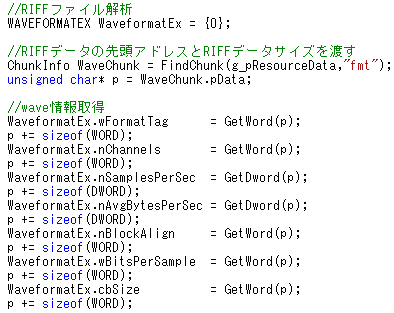 //RIFFファイル解析
WAVEFORMATEX WaveformatEx = {0};
//RIFFデータの先頭アドレスとRIFFデータサイズを渡す
ChunkInfo WaveChunk = FindChunk(g_pResourceData,"fmt");
unsigned char* p = WaveChunk.pData;
//wave情報取得
WaveformatEx.wFormatTag = GetWord(p);
p += sizeof(WORD);
WaveformatEx.nChannels = GetWord(p);
p += sizeof(WORD);
WaveformatEx.nSamplesPerSec = GetDword(p);
p += sizeof(DWORD);
WaveformatEx.nAvgBytesPerSec = GetDword(p);
p += sizeof(DWORD);
WaveformatEx.nBlockAlign = GetWord(p);
p += sizeof(WORD);
WaveformatEx.wBitsPerSample = GetWord(p);
p += sizeof(WORD);
WaveformatEx.cbSize = GetWord(p);
p += sizeof(WORD);